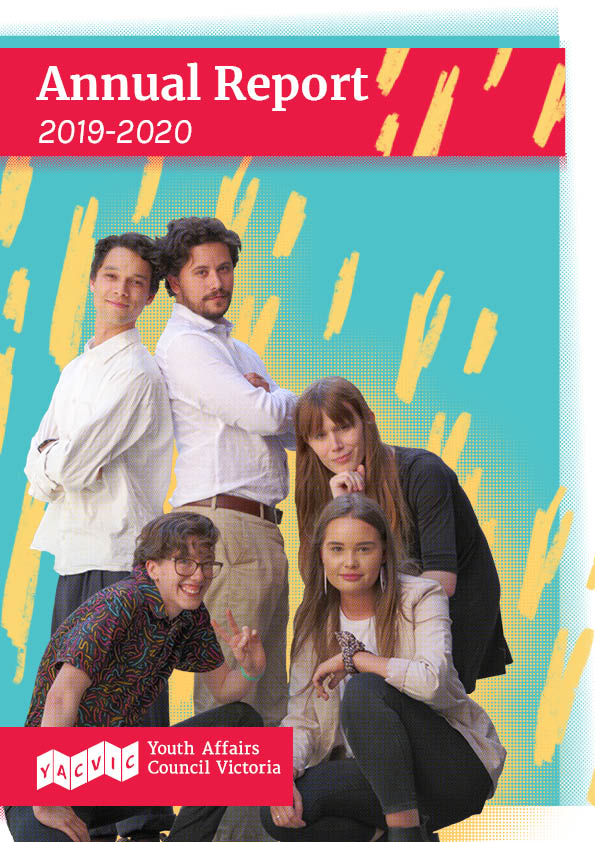 Annual Report
2019-2020
YACVIC
Youth Affairs
Council Victoria